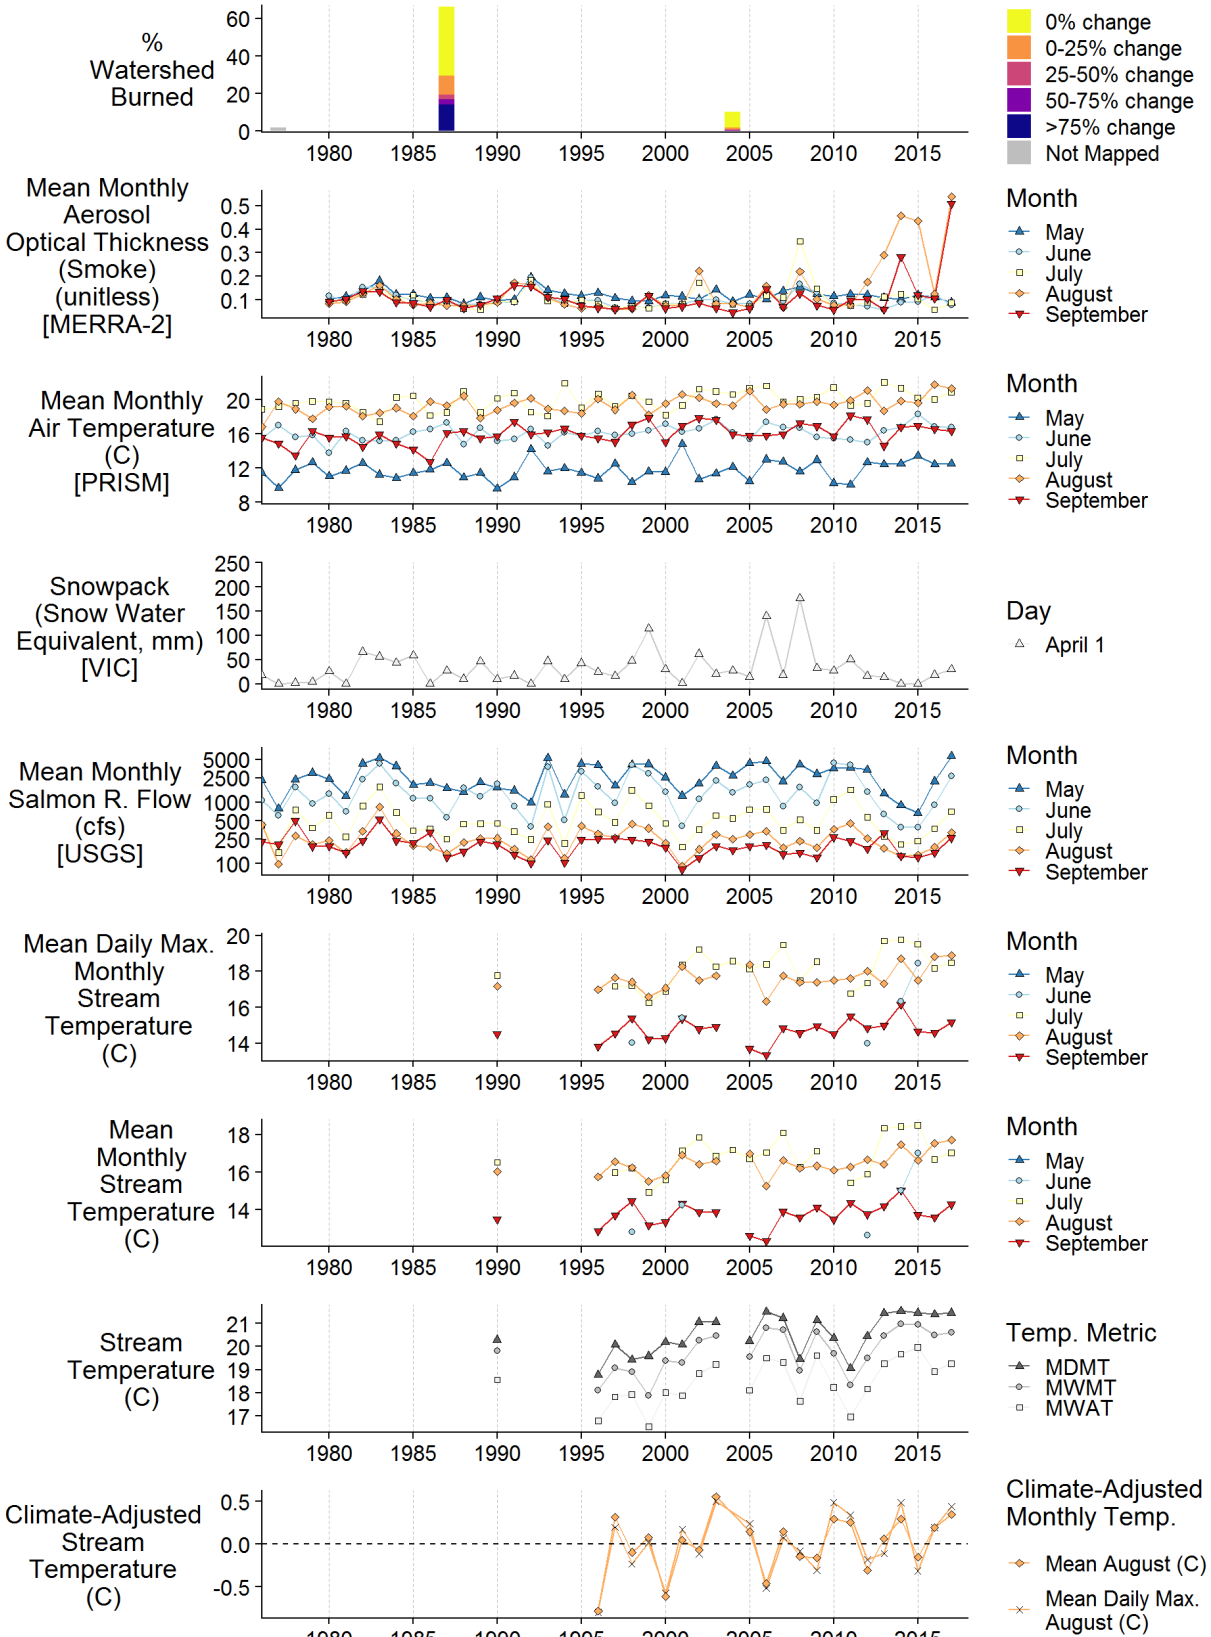 %
Watershed
Burned
60
40
20
0
1980 1985 1990 1995 2000 2005 2010 2015
0% change
0-25% change
25-50% change
50-75% change
>75% change
Not Mapped
Mean Monthly
Aerosol
Optical Thickness
(Smoke)
(unitless)
[MERRA-2]
0.5
0.4
0.3
0.2
0.1
1980 1985 1990 1995 2000 2005 2010 2015
Month
May
June
July
August
September
Mean Monthly
Air Temperature
(C)
[PRISM]
20
16
12
8
1980 1985 1990 1995 2000 2005 2010 2015
Month
May
June
July
August
September
Snowpack
(Snow Water
Equivalent, mm)
[VIC]
250
200
150
100
50
0
1980 1985 1990 1995 2000 2005 2010 2015
Day
April 1
Mean Monthly
Salmon R. Flow
(cfs)
[USGS]
5000
2500
1000
500
250
100
1980 1985 1990 1995 2000 2005 2010 2015
Month
May
June
July
August
September
Mean Daily Max.
Monthly
Stream
Temperature
(C)
20
18
16
14
1980 1985 1990 1995 2000 2005 2010 2015
Month
May
June
July
August
September
Mean
Monthly
Stream
Temperature
(C)
18
16
14
1980 1985 1990 1995 2000 2005 2010 2015
Month
May
June
July
August
September
Stream
Temperature
(C)
21
20
19
18
17
1980 1985 1990 1995 2000 2005 2010 2015
Temp. Metric
MDMT
MWMT
MWAT
Climate-Adjusted
Stream
Temperature
(C)
0.5
0.0
-0.5
1980 1985 1990 1995 2000 2005 2010 2015
Climate-Adjusted
Monthly Temp.
Mean August (C)
Mean Daily Max.
August (C)